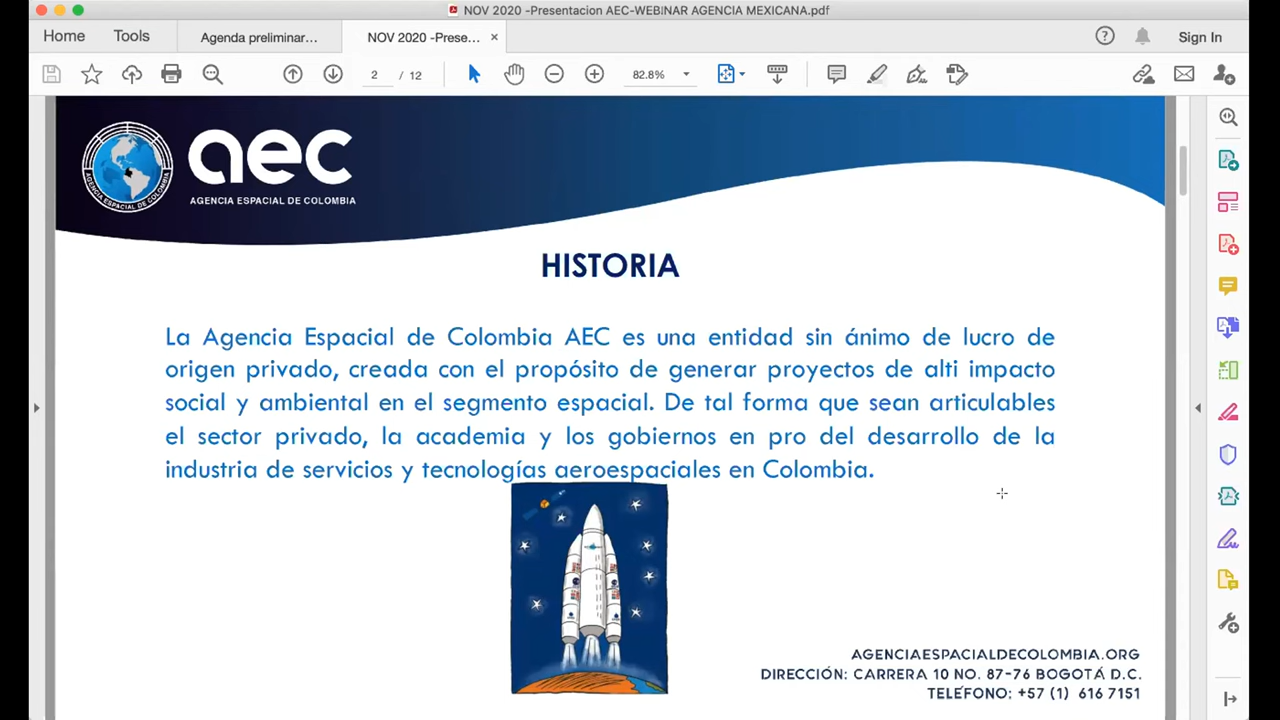 NOV 2020 -Presentacion AEC-WEBINAR AGENCIA MEXICANA.pdf
Home Tools Agenda preliminar... NOV 2020 -Prese... × Sign In
2 / 12 82.8%
aec
AGENCIA ESPACIAL DE COLOMBIA
AGENCIA ESPACIAL DE COLOMBIA
HISTORIA
La Agencia Espacial de Colombia AEC es una entidad sin ánimo de lucro de
origen privado, creada con el propósito de generar proyectos de alti impacto
social y ambiental en el segmento espacial. De tal forma que sean articulables
el sector privado, la academia y los gobiernos en pro del desarrollo de la
industria de servicios y tecnologías aeroespaciales en Colombia.
AGENCIAESPACIALDECOLOMBIA.ORG
DIRECCIÓN: CARRERA 10 NO. 87-76 BOGOTÁ D.C.
TELÉFONO: +57 (1) 616 7151